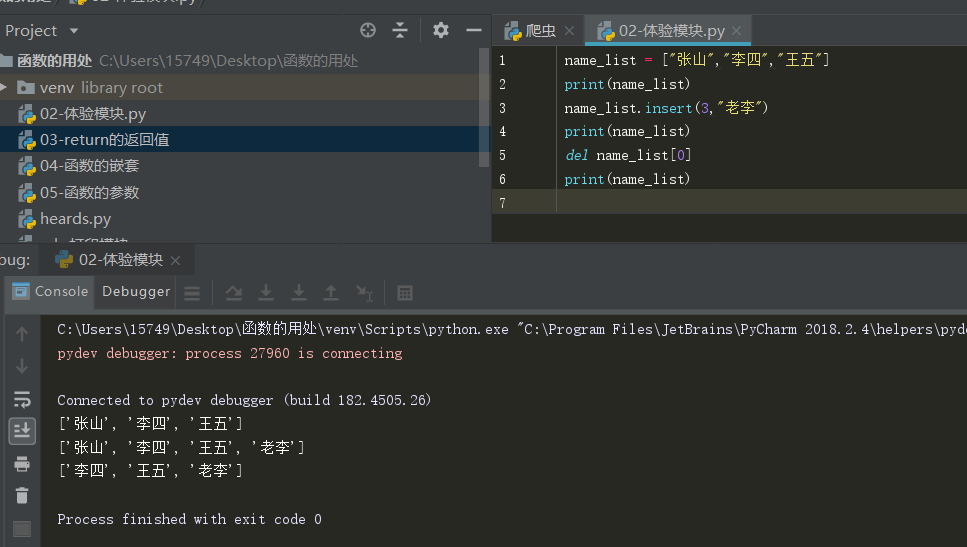 02-体验模块.py
Project
函数的用处 C:\Users\15749\Desktop\函数的用处
venv library root
02-体验模块.py
03-return的返回值
04-函数的嵌套
05-函数的参数
heards.py
爬虫
02-体验模块.py
1 name_list = ["张山","李四","王五"]
2 print(name_list)
3 name_list.insert(3,"老李")
4 print(name_list)
5 del name_list[0]
6 print(name_list)
7
bug: 02-体验模块
Console Debugger
C:\Users\15749\Desktop\函数的用处\venv\Scripts\python.exe "C:\Program Files\JetBrains\PyCharm 2018.2.4\helpers\pyde
pydev debugger: process 27960 is connecting
Connected to pydev debugger (build 182.4505.26)
['张山', '李四', '王五']
['张山', '李四', '王五', '老李']
['李四', '王五', '老李']
Process finished with exit code 0